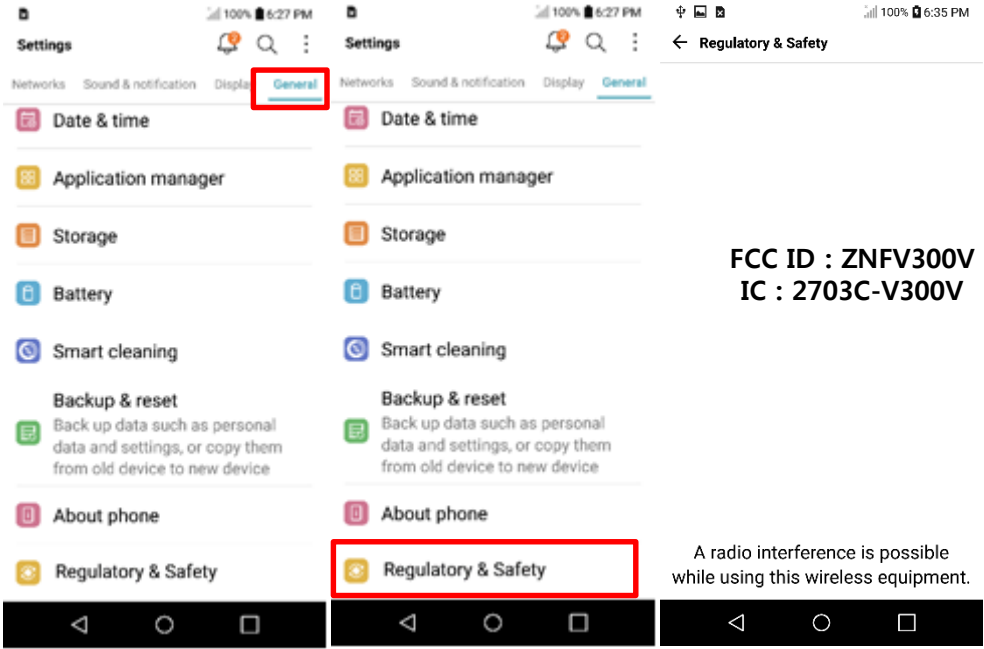 100% 6:27 PM
Settings
2
Networks Sound & notification Display General
Date & time
Application manager
Storage
Battery
Smart cleaning
Backup & reset
Back up data such as personal
data and settings, or copy them
from old device to new device
About phone
Regulatory & Safety
100% 6:27 PM
Settings
2
Networks Sound & notification Display General
Date & time
Application manager
Storage
Battery
Smart cleaning
Backup & reset
Back up data such as personal
data and settings, or copy them
from old device to new device
About phone
Regulatory & Safety
100% 6:35 PM
Regulatory & Safety
FCC ID : ZNFV300V
IC : 2703C-V300V
A radio interference is possible
while using this wireless equipment.